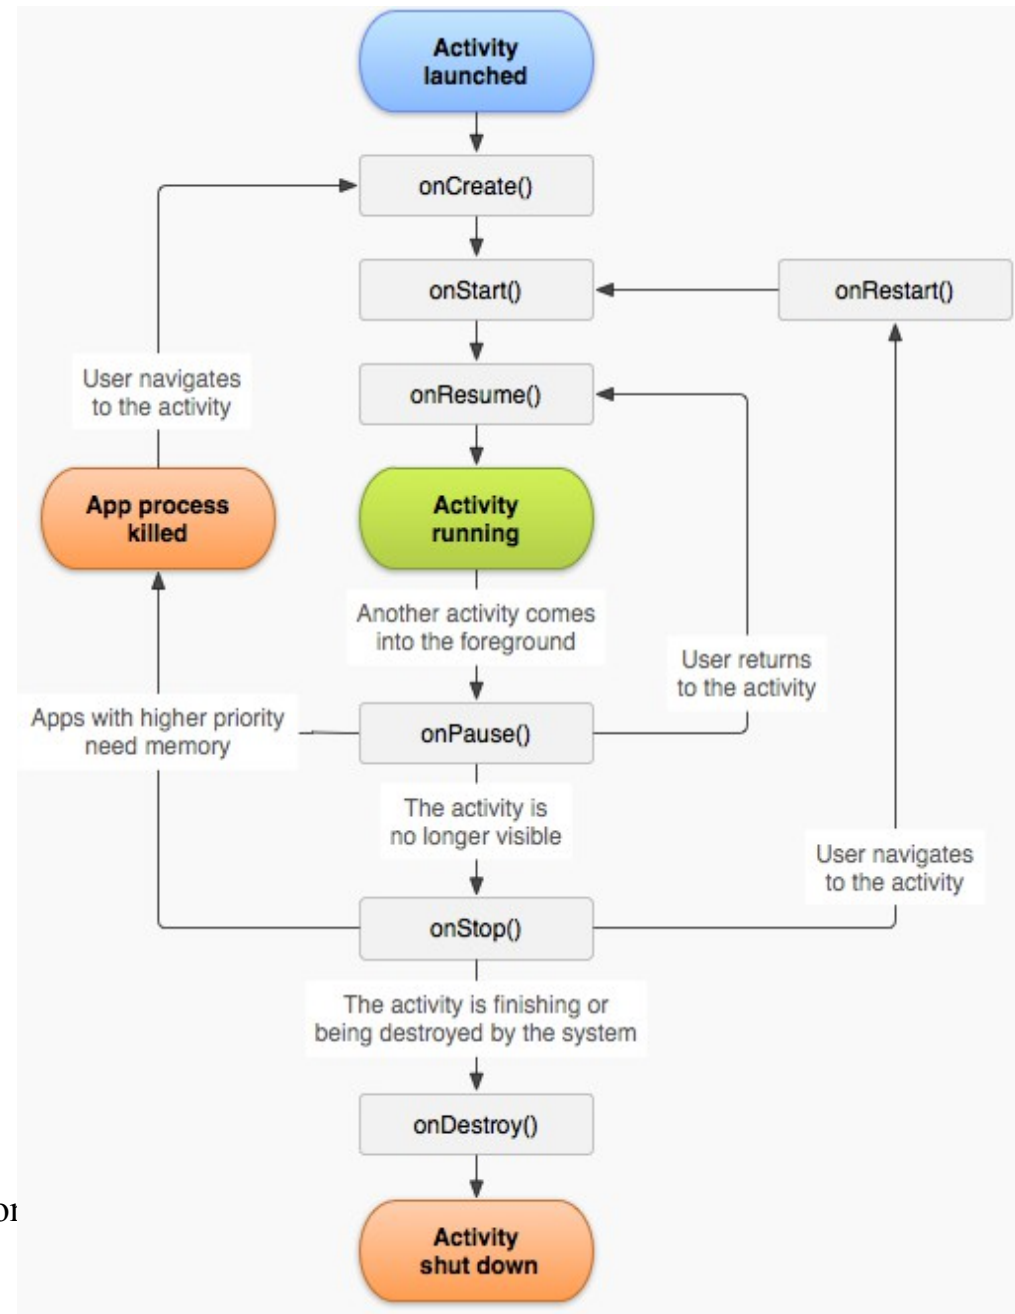 Activity
launched
onCreate()
onStart()
onRestart()
User navigates
to the activity
onResume()
App process
killed
Activity
running
Another activity comes
into the foreground
User returns
to the activity
Apps with higher priority
need memory
onPause()
The activity is
no longer visible
User navigates
to the activity
onStop()
The activity is finishing or
being destroyed by the system
onDestroy()
Activity
shut down